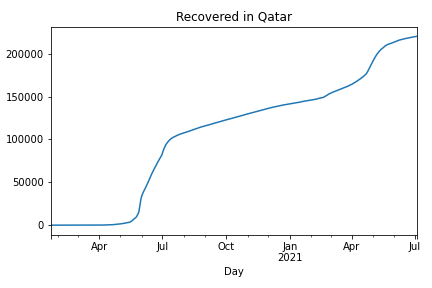 Recovered in Qatar
200000
150000
100000
50000
0
Apr
Jul
Oct
Jan
2021
Apr
Jul
Day